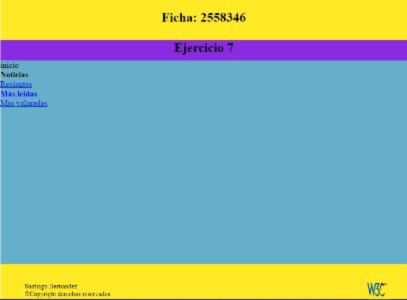 Ficha: 2558346
Ejercicio 7
inicio
Noticias
Recientes
Mas leidas
Mas valoradas
Santiago Hernandez
©Copyright derechos reservados
W3C